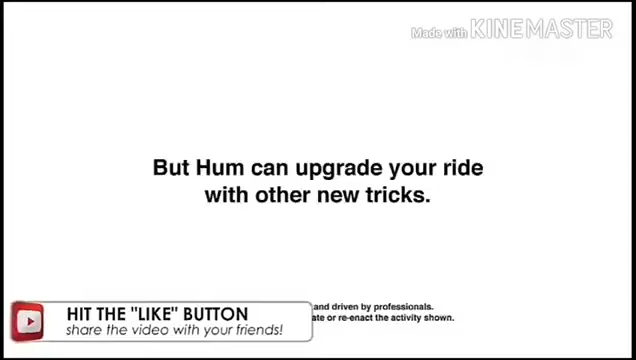 Made with KINEMASTER
But Hum can upgrade your ride
with other new tricks.
and driven by professionals.
HIT THE "LIKE" BUTTON
ate or re-enact the activity shown.
share the video with your friends!